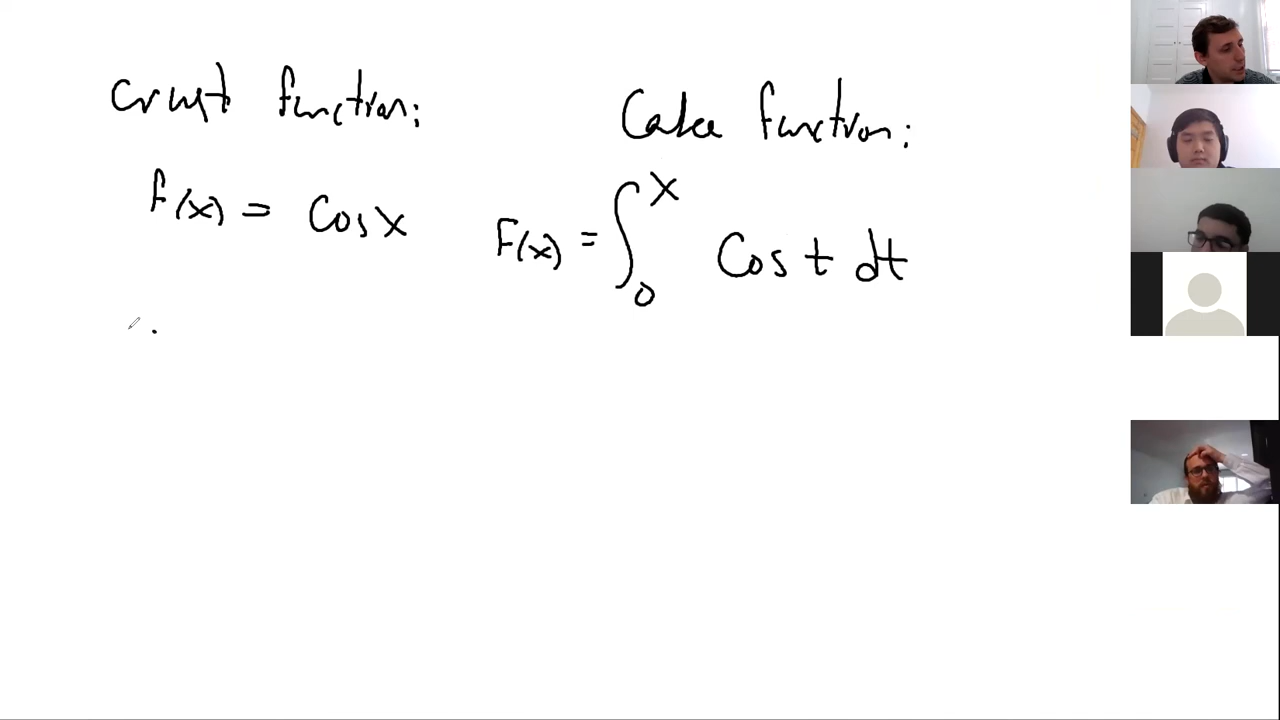 Crust function:
Cake function:
f(x) = cos x
F(x) = ∫₀ˣ cos t dt